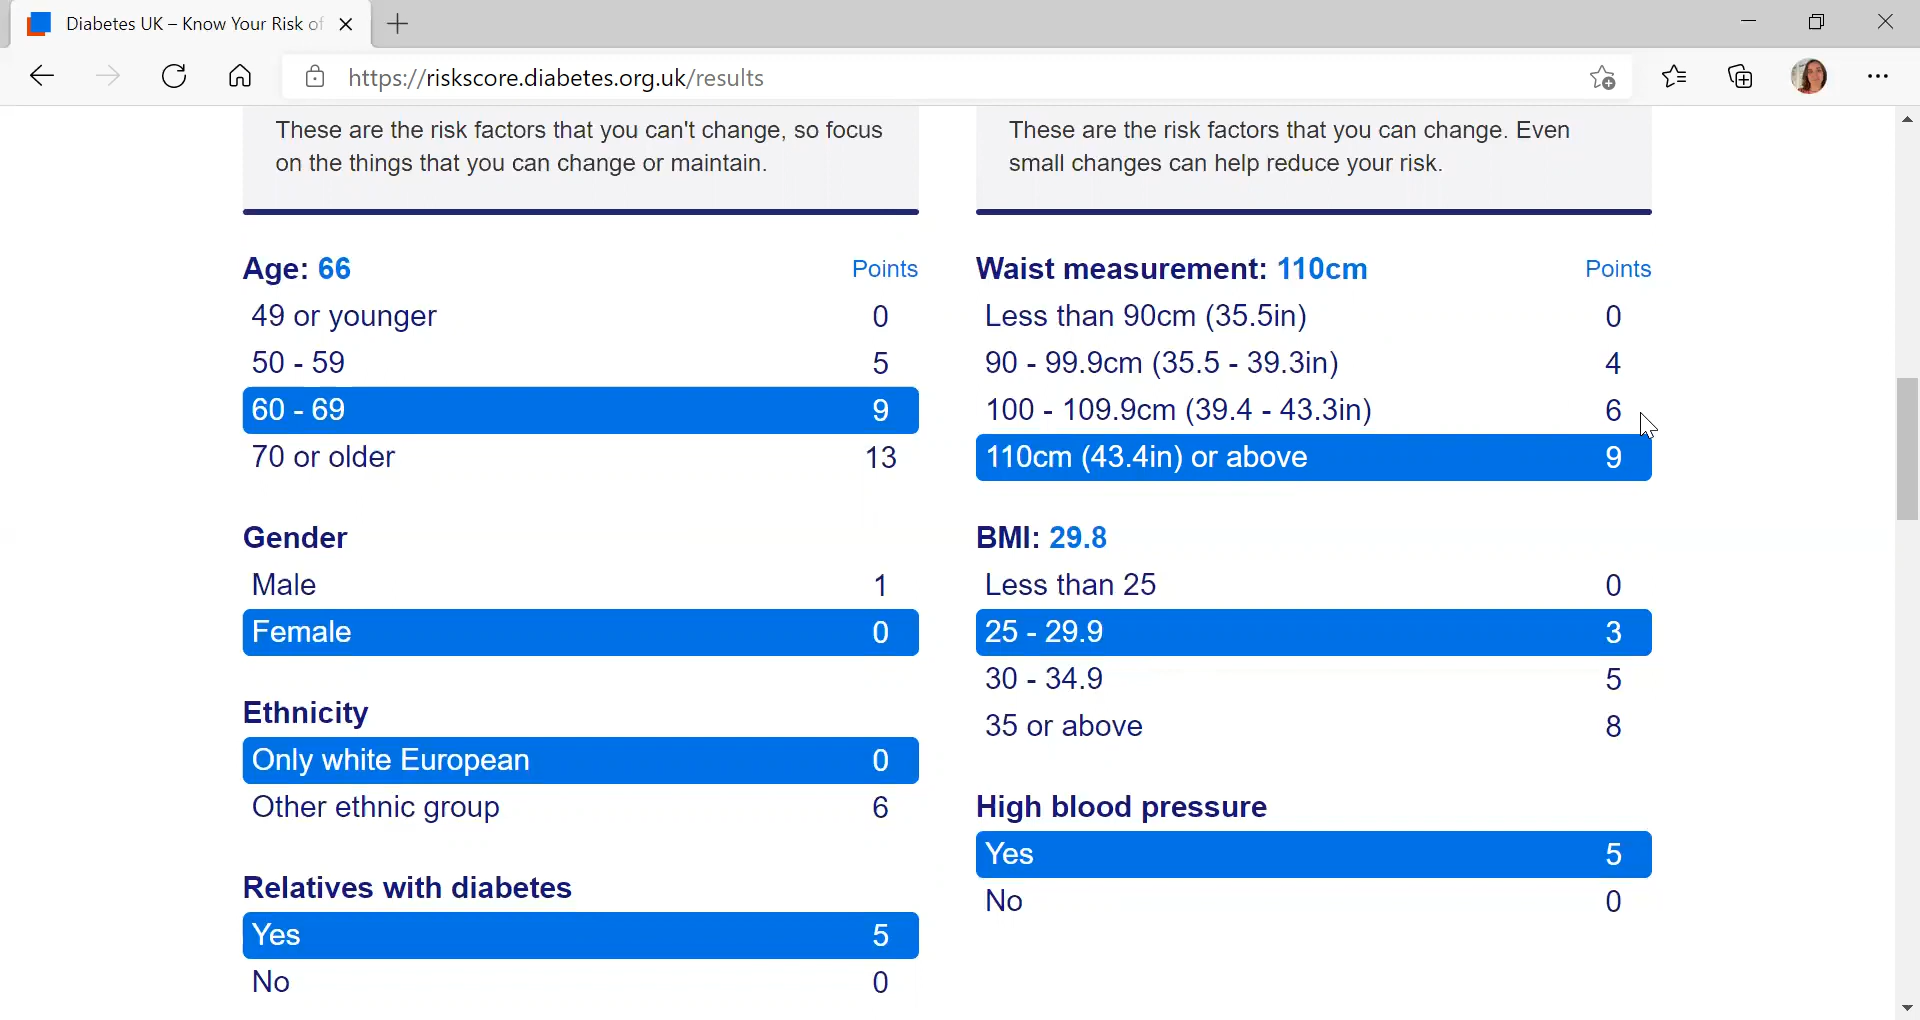 Diabetes UK – Know Your Risk of
https://riskscore.diabetes.org.uk/results
These are the risk factors that you can't change, so focus
on the things that you can change or maintain.
Age: 66 Points
49 or younger 0
50 - 59 5
60 - 69 9
70 or older 13
Gender
Male 1
Female 0
Ethnicity
Only white European 0
Other ethnic group 6
Relatives with diabetes
Yes 5
No 0
These are the risk factors that you can change. Even
small changes can help reduce your risk.
Waist measurement: 110cm Points
Less than 90cm (35.5in) 0
90 - 99.9cm (35.5 - 39.3in) 4
100 - 109.9cm (39.4 - 43.3in) 6
110cm (43.4in) or above 9
BMI: 29.8
Less than 25 0
25 - 29.9 3
30 - 34.9 5
35 or above 8
High blood pressure
Yes 5
No 0